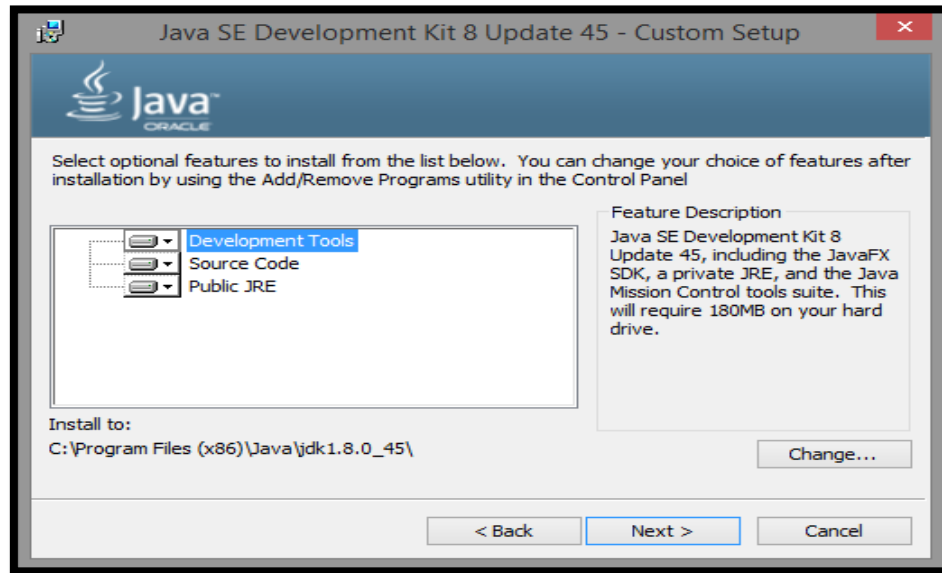 Java SE Development Kit 8 Update 45 - Custom Setup
Java™
ORACLE
Select optional features to install from the list below.  You can change your choice of features after
installation by using the Add/Remove Programs utility in the Control Panel
Development Tools
Source Code
Public JRE
Feature Description
Java SE Development Kit 8
Update 45, including the JavaFX
SDK, a private JRE, and the Java
Mission Control tools suite.  This
will require 180MB on your hard
drive.
Install to:
C:\Program Files (x86)\Java\jdk1.8.0_45\
Change...
< Back
Next >
Cancel